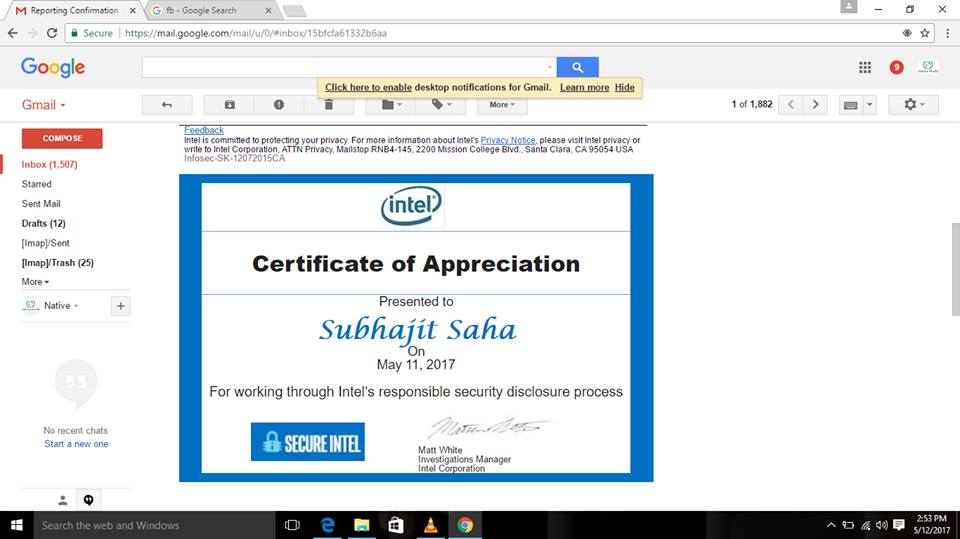 Reporting Confirmation
fb - Google Search
Secure
https://mail.google.com/mail/u/0/#inbox/15bfcfa61332b6aa
Google
9
Click here to enable desktop notifications for Gmail. Learn more Hide
Gmail
More
1 of 1,882
COMPOSE
Inbox (1,507)
Starred
Sent Mail
Drafts (12)
[Imap]/Sent
[Imap]/Trash (25)
More
Native
No recent chats
Start a new one
Feedback
Intel is committed to protecting your privacy. For more information about Intel's Privacy Notice, please visit Intel privacy or
write to Intel Corporation, ATTN Privacy, Mailstop RNB4-145, 2200 Mission College Blvd., Santa Clara, CA 95054 USA
Infosec-SK-12072015CA
intel
Certificate of Appreciation
Presented to
Subhajit Saha
On
May 11, 2017
For working through Intel's responsible security disclosure process
SECURE INTEL
Matt White
Investigations Manager
Intel Corporation
Search the web and Windows
2:53 PM
5/12/2017